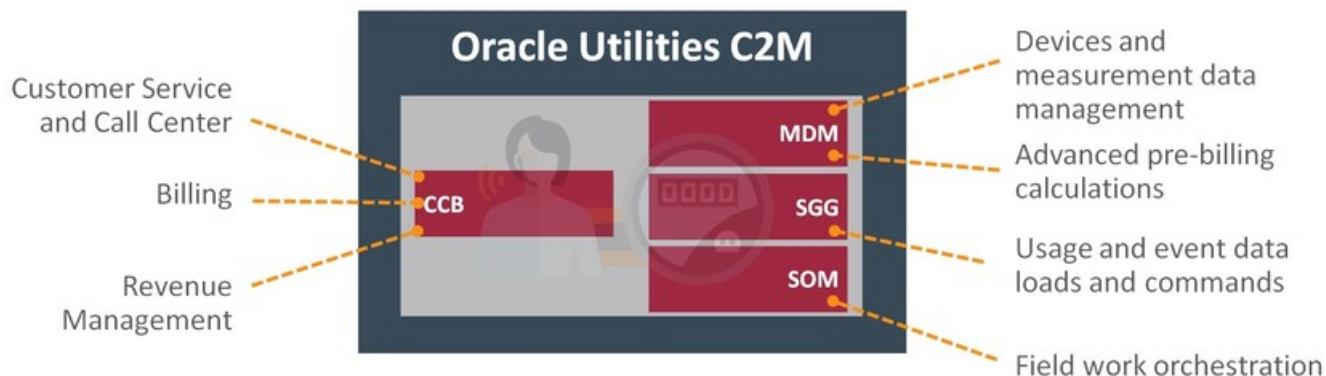 Oracle Utilities C2M
Customer Service
and Call Center
Billing
Revenue
Management
CCB
MDM
SGG
SOM
Devices and
measurement data
management
Advanced pre-billing
calculations
Usage and event data
loads and commands
Field work orchestration
0000